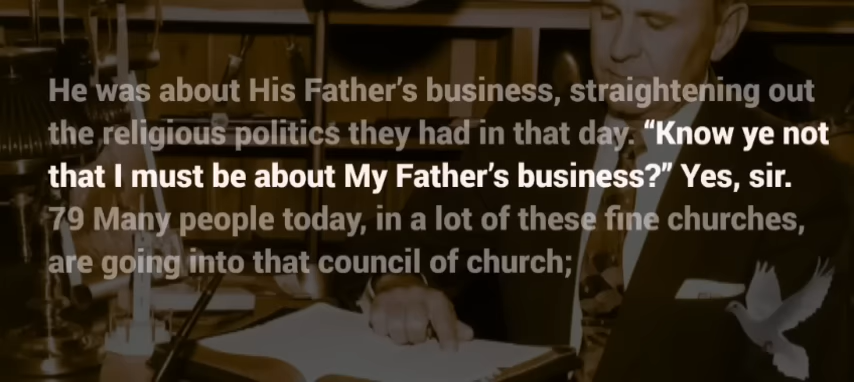 He was about His Father's business, straightening out
the religious politics they had in that day. “Know ye not
that I must be about My Father's business?” Yes, sir.
79 Many people today, in a lot of these fine churches,
are going into that council of church;